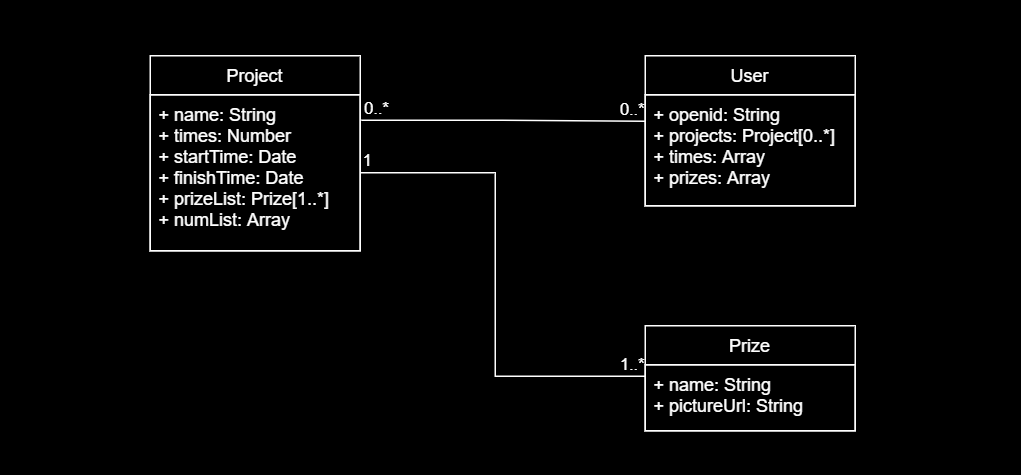 Project
+ name: String
+ times: Number
+ startTime: Date
+ finishTime: Date
+ prizeList: Prize[1..*]
+ numList: Array
0..*
0..*
1
User
+ openid: String
+ projects: Project[0..*]
+ times: Array
+ prizes: Array
1..*
Prize
+ name: String
+ pictureUrl: String